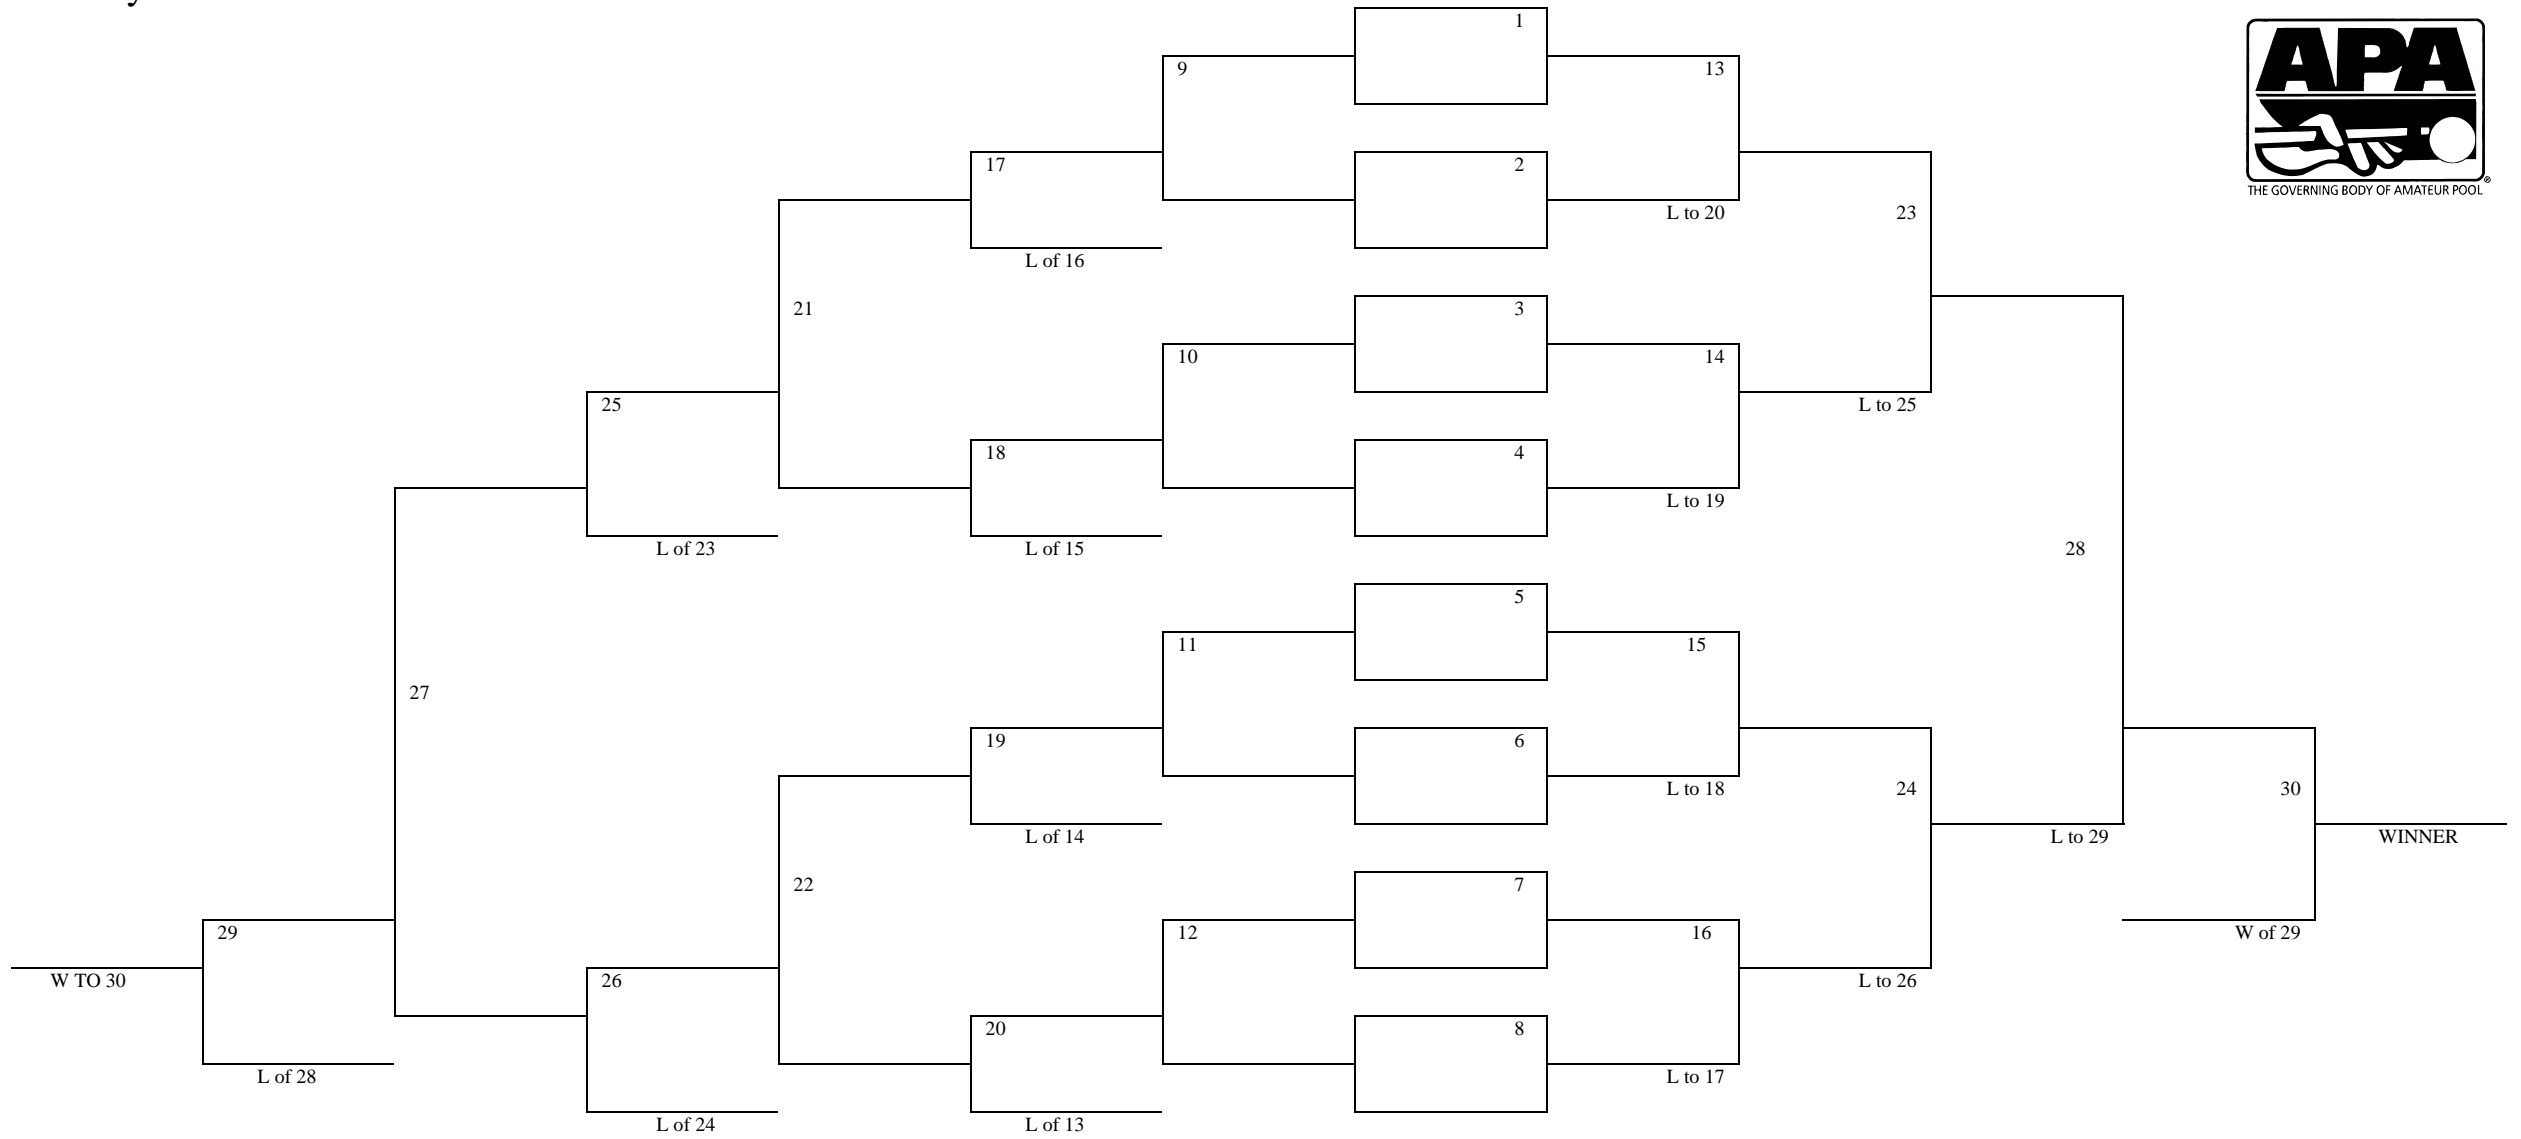 1
9
13
APA
17
2
THE GOVERNING BODY OF AMATEUR POOL
L to 20
23
L of 16
21
3
10
14
25
L to 25
18
4
L to 19
L of 23
L of 15
28
5
11
15
27
19
6
L to 18
24
30
L of 14
L to 29
WINNER
22
7
29
12
16
W of 29
W TO 30
26
L to 26
20
8
L of 28
L to 17
L of 24
L of 13